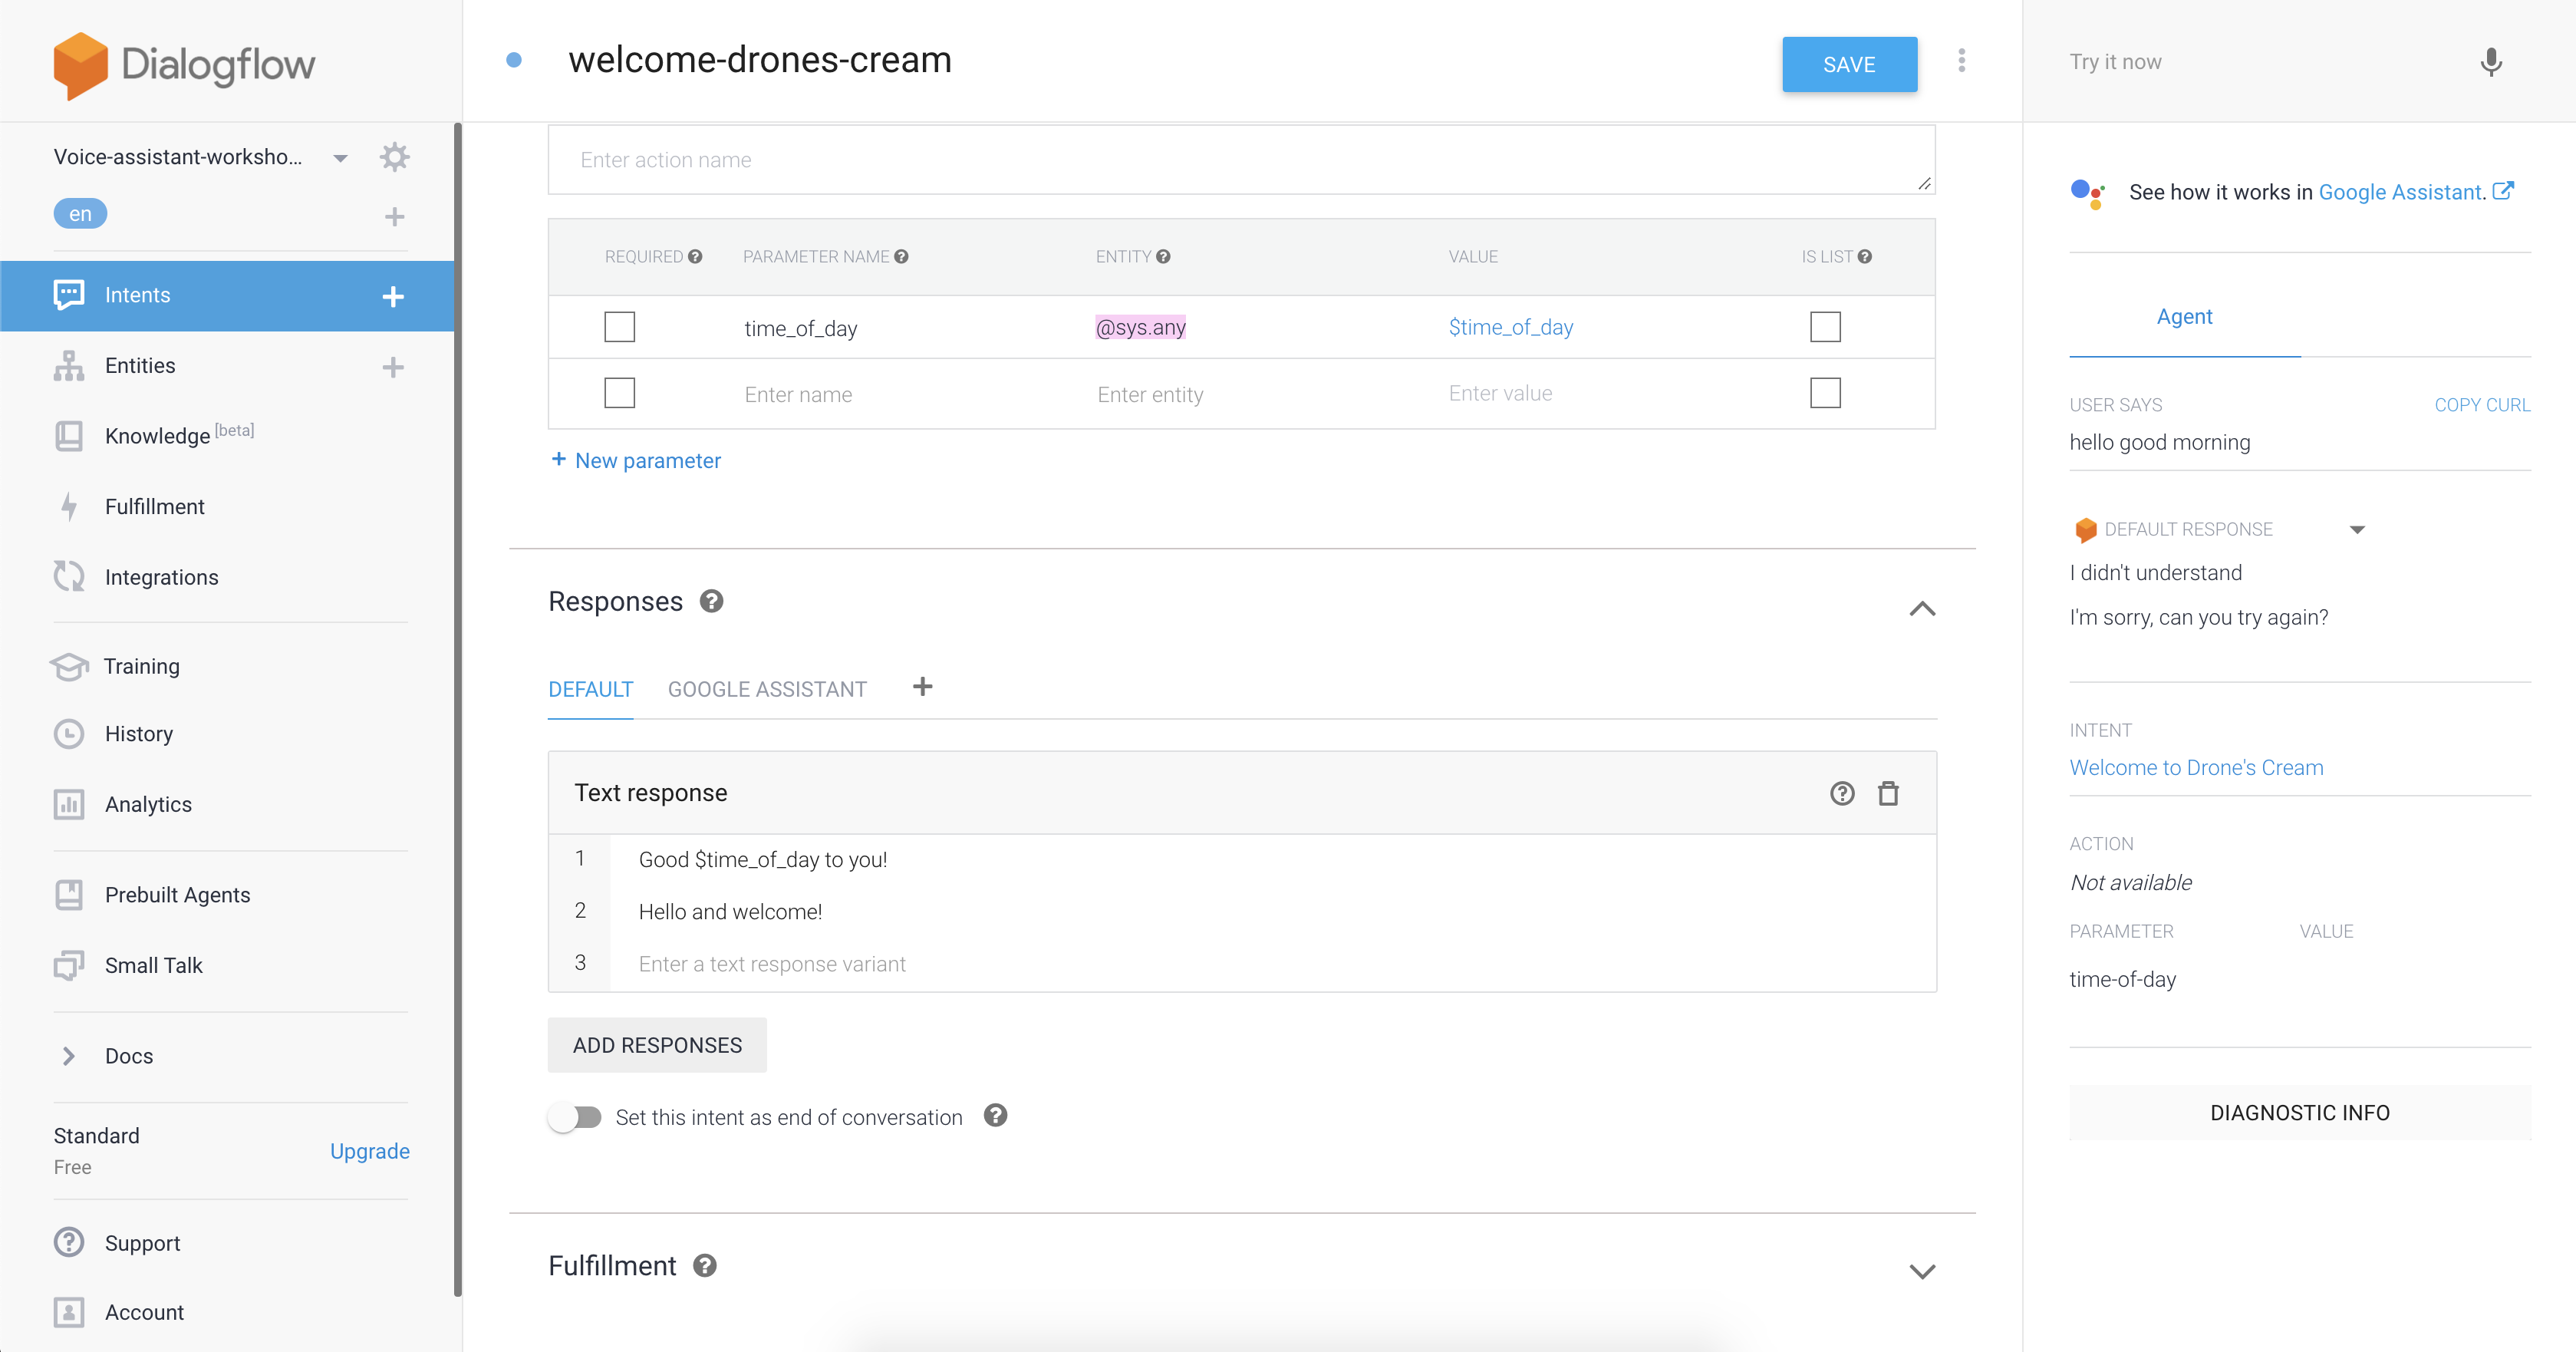 Dialogflow
Voice-assistant-worksho...
en
Intents
Entities
Knowledge [beta]
Fulfillment
Integrations
Training
History
Analytics
Prebuilt Agents
Small Talk
Docs
Standard
Free
Upgrade
Support
Account
welcome-drones-cream
SAVE
Enter action name
REQUIRED PARAMETER NAME ENTITY VALUE IS LIST
time_of_day @sys.any $time_of_day
Enter name Enter entity Enter value
+ New parameter
Responses
DEFAULT GOOGLE ASSISTANT
Text response
1 Good $time_of_day to you!
2 Hello and welcome!
3 Enter a text response variant
ADD RESPONSES
Set this intent as end of conversation
Fulfillment
Try it now
See how it works in Google Assistant.
Agent
USER SAYS COPY CURL
hello good morning
DEFAULT RESPONSE
I didn't understand
I'm sorry, can you try again?
INTENT
Welcome to Drone's Cream
ACTION
Not available
PARAMETER VALUE
time-of-day
DIAGNOSTIC INFO